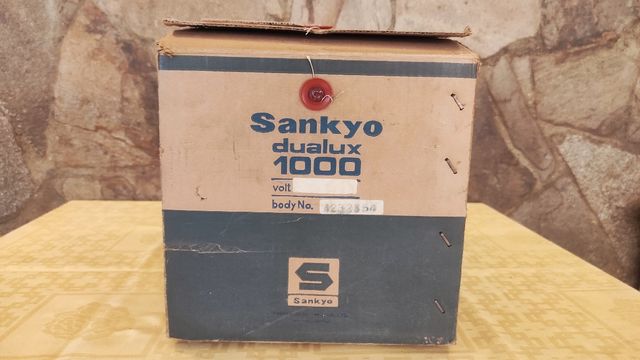 Sankyo
dualux
1000
volt
body No.
S
Sankyo